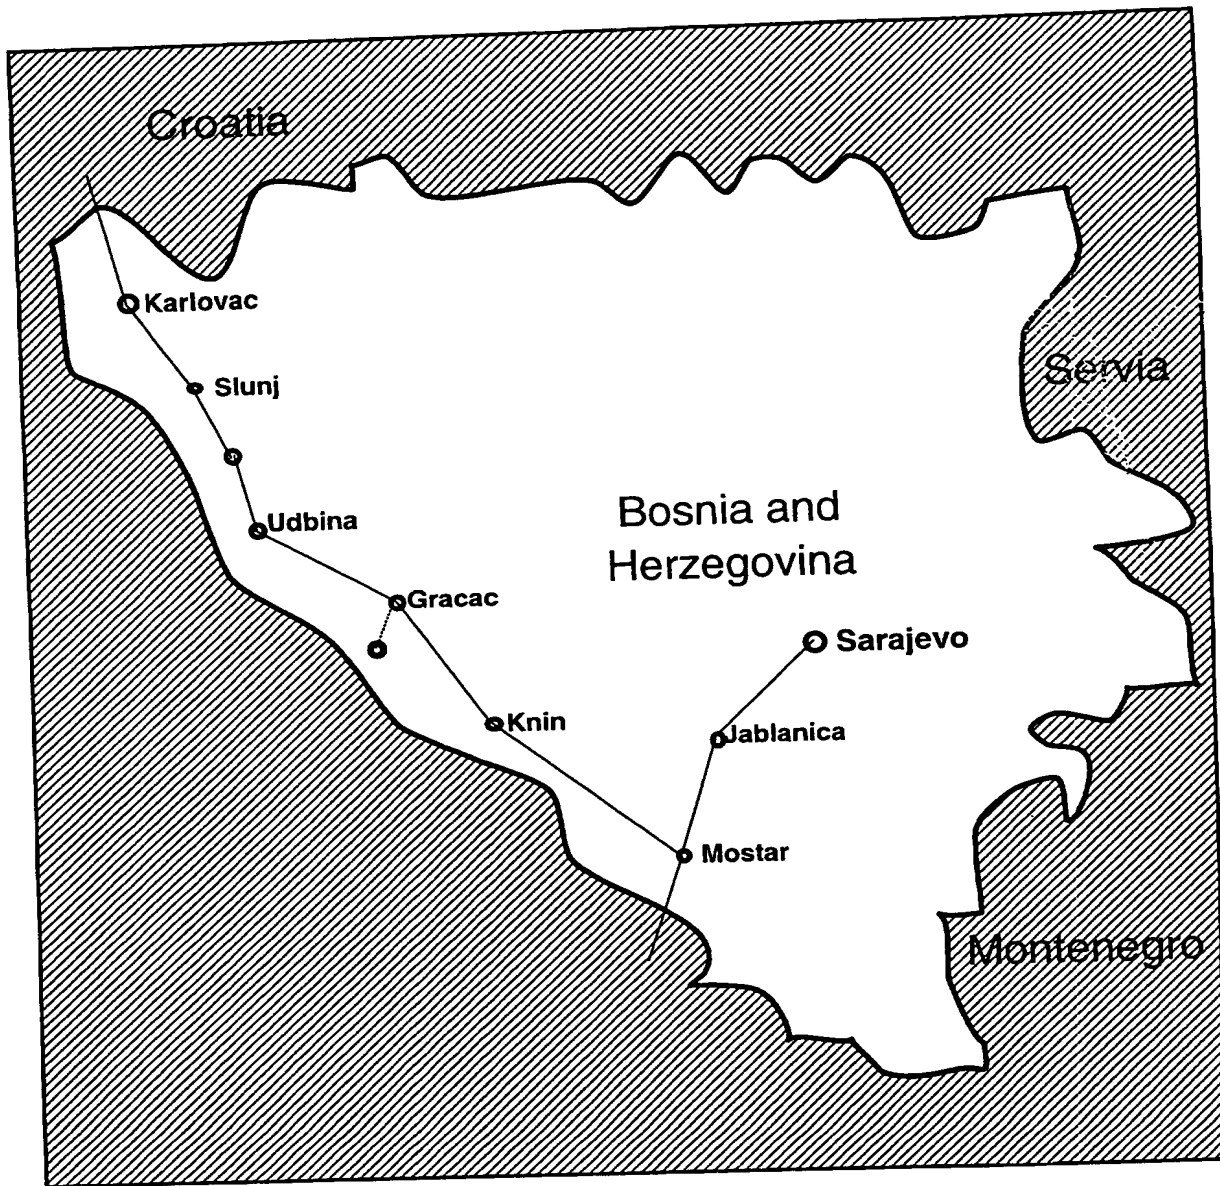 Croatia
Karlovac
Slunj
Servia
Bosnia and
Herzegovina
Udbina
Gracac
Sarajevo
Knin
Jablanica
Mostar
Montenegro